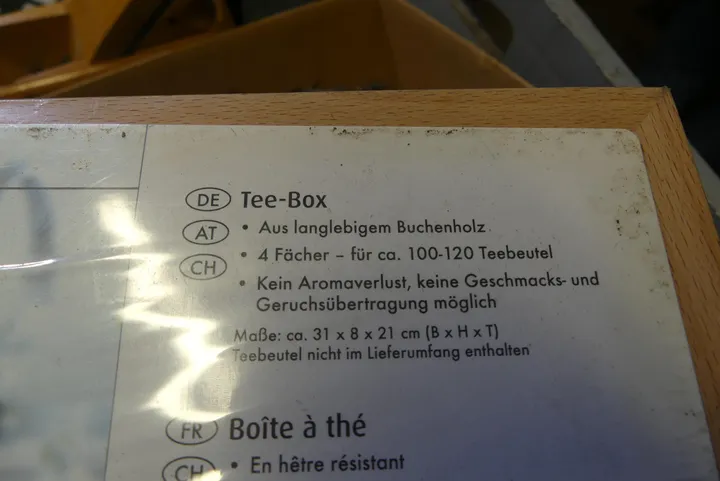 DE Tee-Box
AT • Aus langlebigem Buchenholz
CH • 4 Fächer – für ca. 100-120 Teebeutel
• Kein Aromaverlust, keine Geschmacks- und
Geruchsübertragung möglich
Maße: ca. 31 x 8 x 21 cm (B x H x T)
Teebeutel nicht im Lieferumfang enthalten
FR Boîte à thé
CH • En hêtre résistant